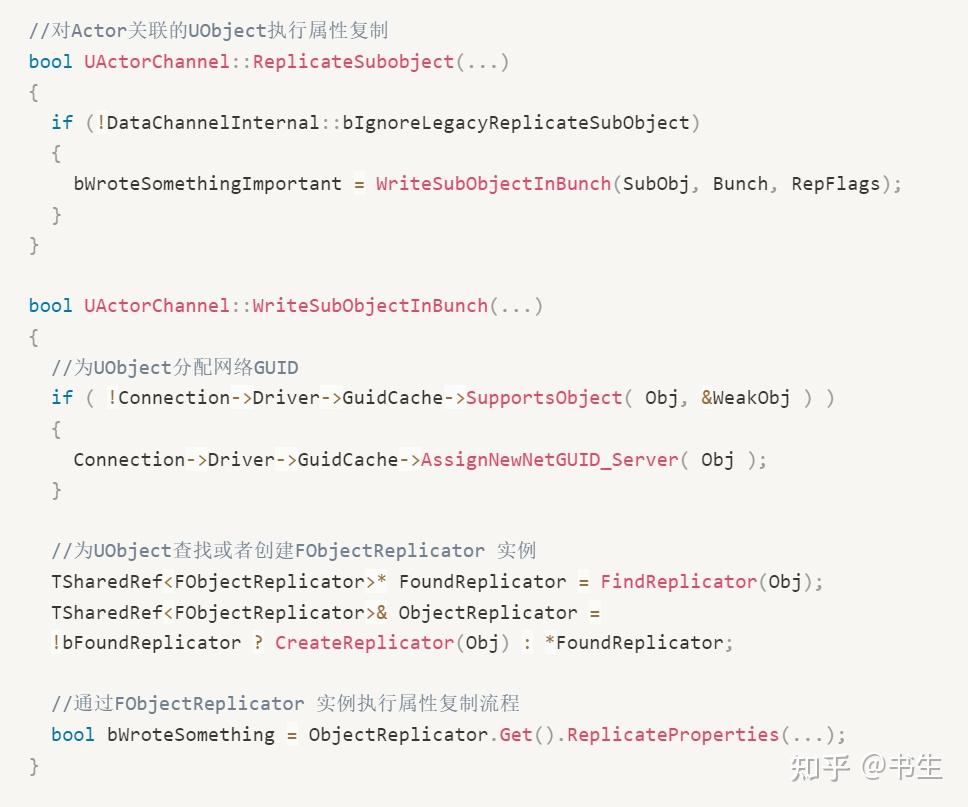 //对Actor关联的UObject执行属性复制
bool UActorChannel::ReplicateSubobject(...)
{
  if (!DataChannelInternal::bIgnoreLegacyReplicateSubObject)
  {
    bWroteSomethingImportant = WriteSubObjectInBunch(SubObj, Bunch, RepFlags);
  }
}

bool UActorChannel::WriteSubObjectInBunch(...)
{
  //为UObject分配网络GUID
  if ( !Connection->Driver->GuidCache->SupportsObject( Obj, &WeakObj ) )
  {
    Connection->Driver->GuidCache->AssignNewNetGUID_Server( Obj );
  }

  //为UObject查找或者创建FObjectReplicator 实例
  TSharedRef<FObjectReplicator>* FoundReplicator = FindReplicator(Obj);
  TSharedRef<FObjectReplicator>& ObjectReplicator =
  !bFoundReplicator ? CreateReplicator(Obj) : *FoundReplicator;

  //通过FObjectReplicator 实例执行属性复制流程
  bool bWroteSomething = ObjectReplicator.Get().ReplicateProperties(...);
}
知乎 @书生